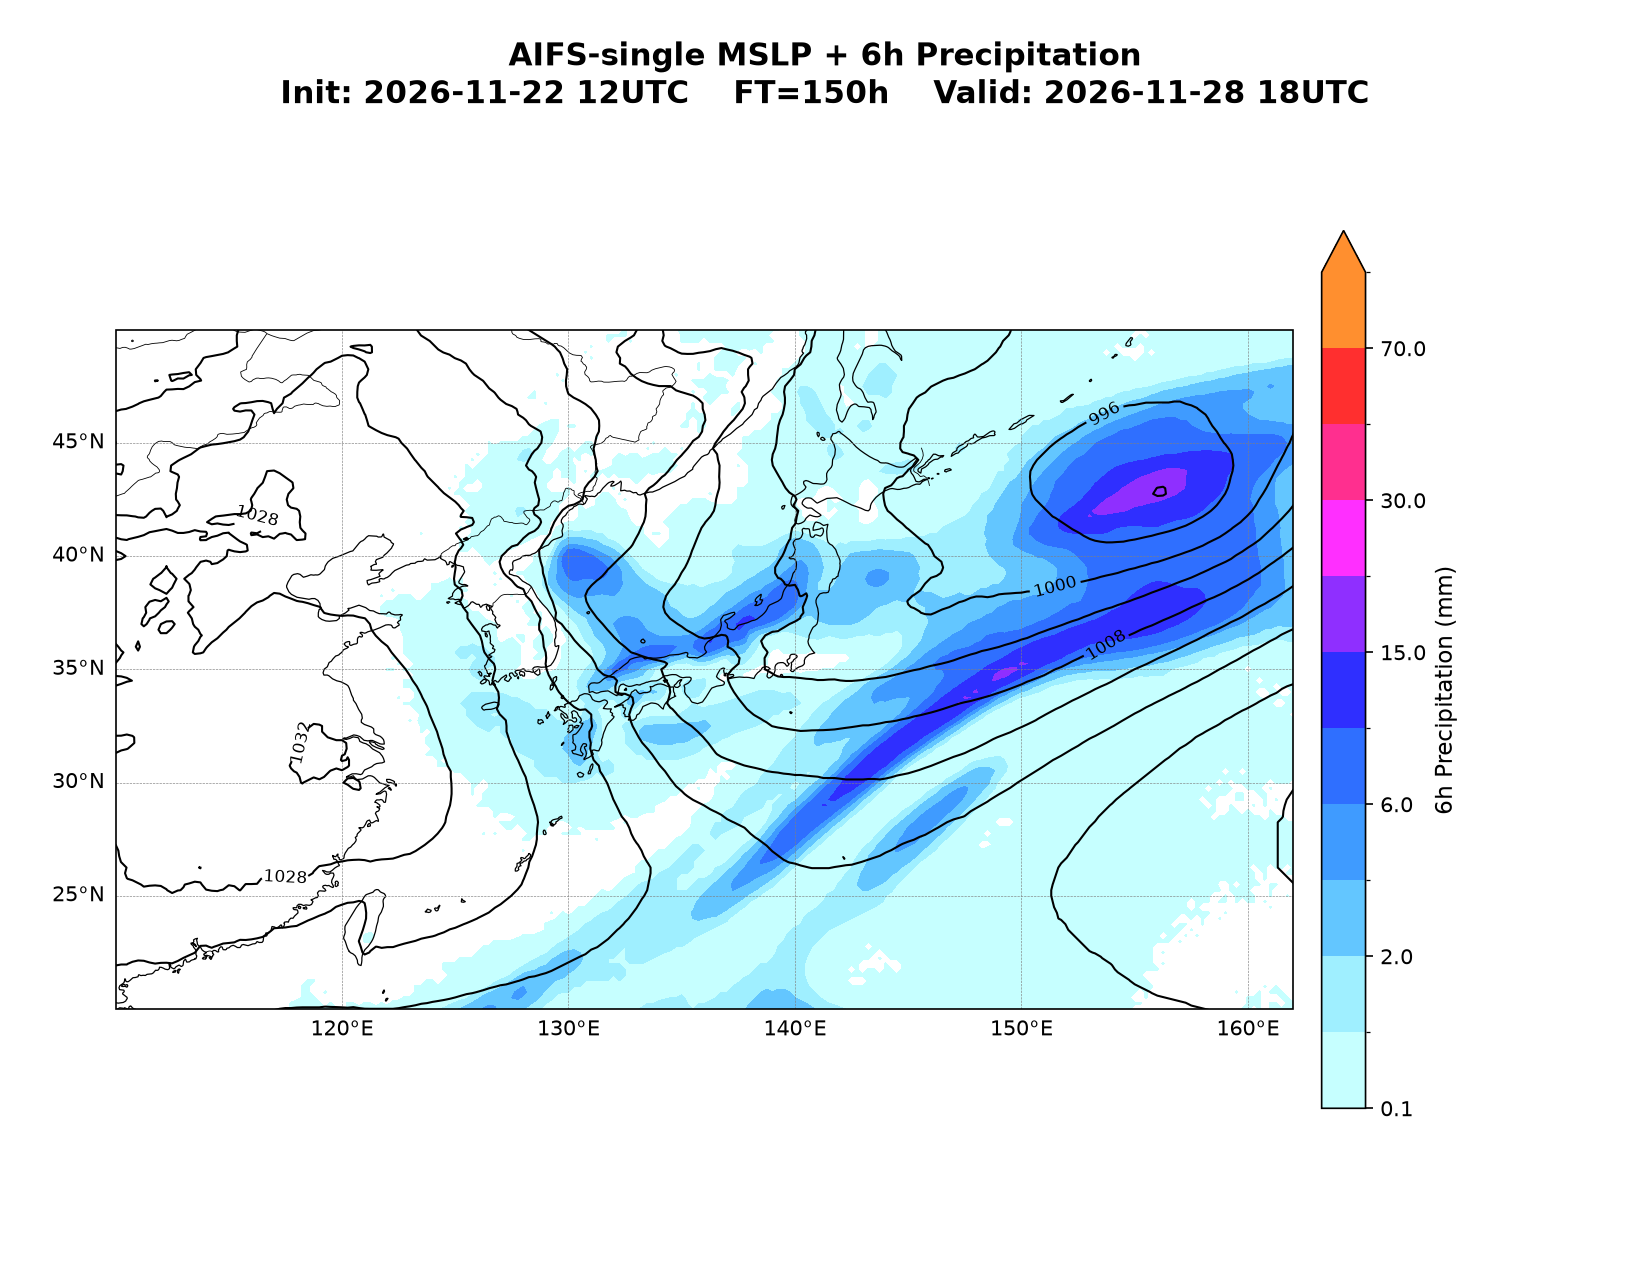 AIFS-single MSLP + 6h Precipitation
Init: 2026-11-22 12UTC    FT=150h    Valid: 2026-11-28 18UTC
45°N
40°N
35°N
30°N
25°N
120°E
130°E
140°E
150°E
160°E
1028
1032
1028
996
1000
1008
70.0
30.0
15.0
6.0
2.0
0.1
6h Precipitation (mm)